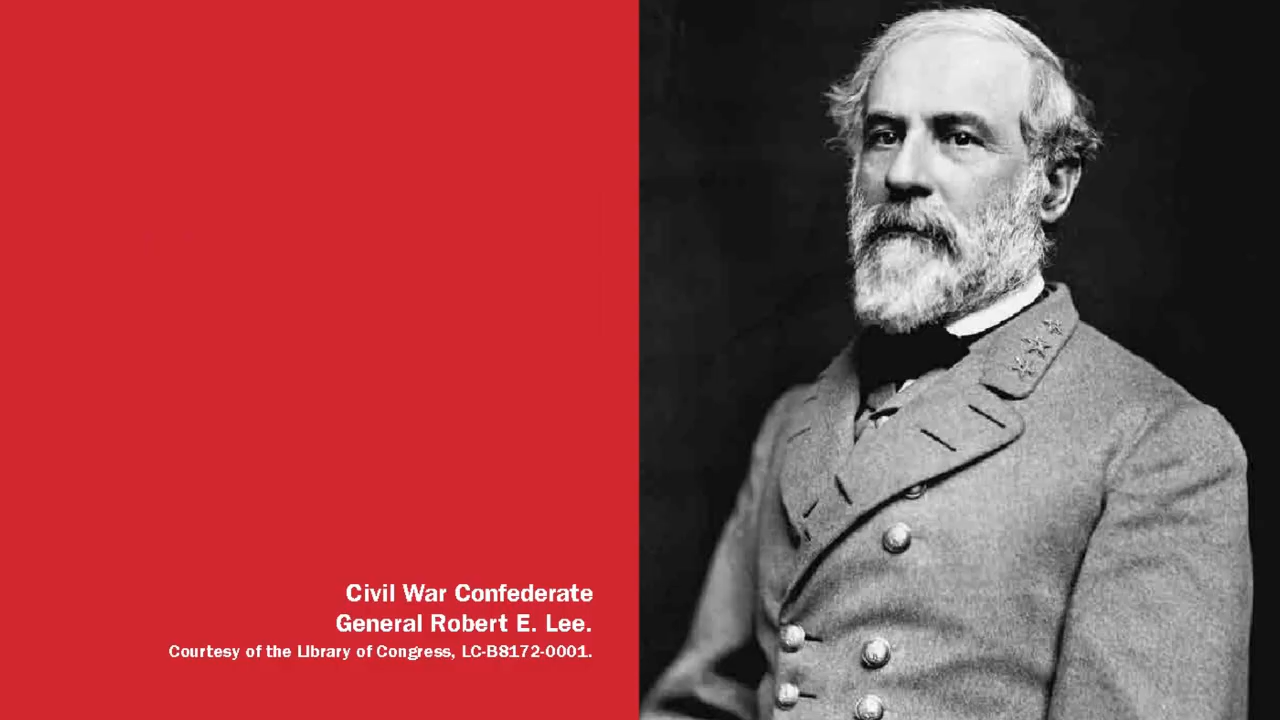 Civil War Confederate
General Robert E. Lee.
Courtesy of the Library of Congress, LC-B8172-0001.